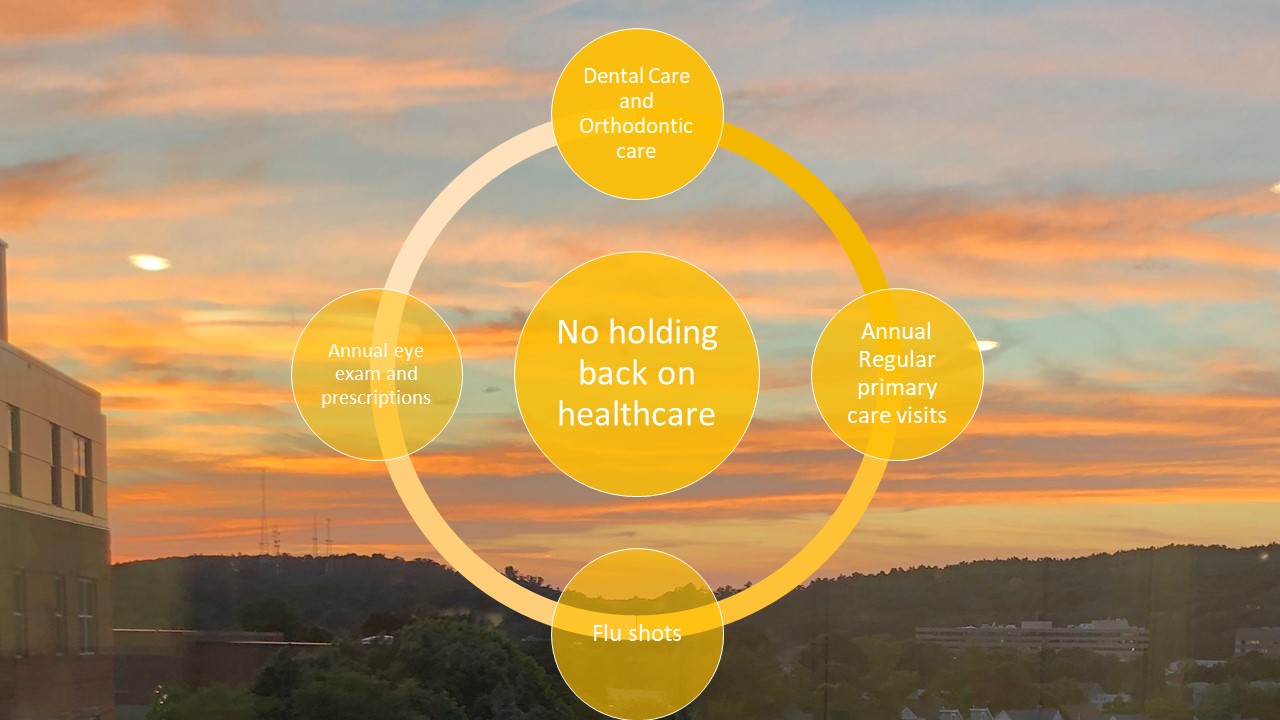 Dental Care
and
Orthodontic
care
No holding
back on
healthcare
Annual
Regular
primary
care visits
Flu shots
Annual eye
exam and
prescriptions